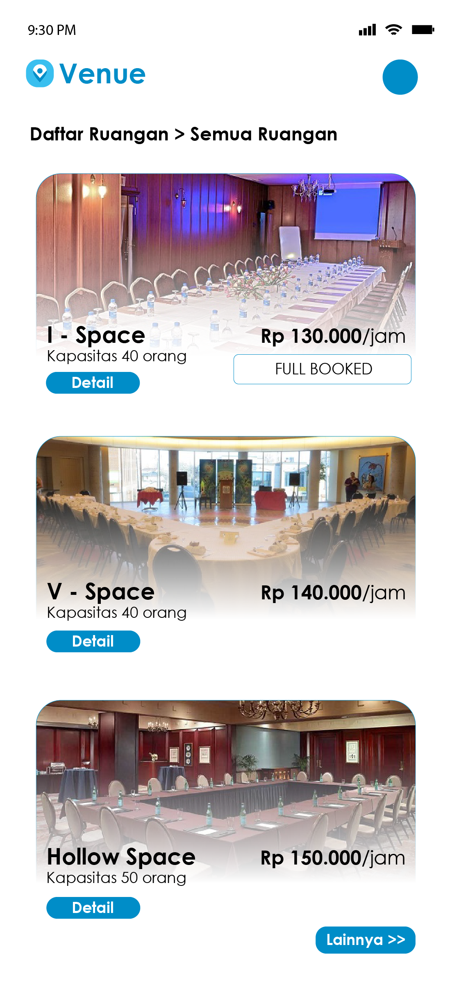 9:30 PM
Venue
Daftar Ruangan > Semua Ruangan
I - Space
Rp 130.000/jam
Kapasitas 40 orang
FULL BOOKED
Detail
V - Space
Rp 140.000/jam
Kapasitas 40 orang
Detail
Hollow Space
Rp 150.000/jam
Kapasitas 50 orang
Detail
Lainnya >>